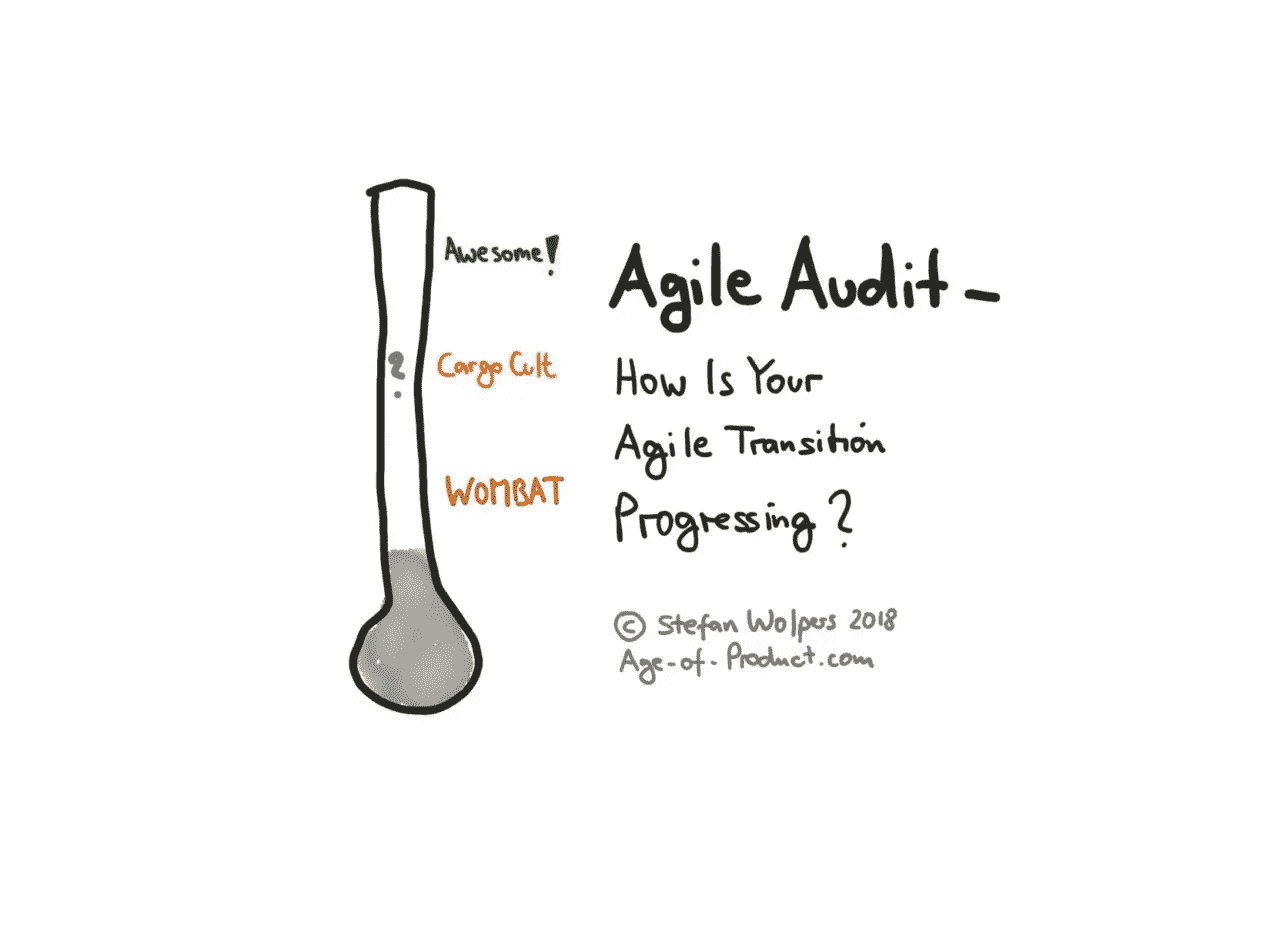 Awesome!
?
Cargo Cult
WOMBAT
Agile Audit –
How Is Your
Agile Transition
Progressing?
© Stefan Wolpers 2018
Age-of-Product.com